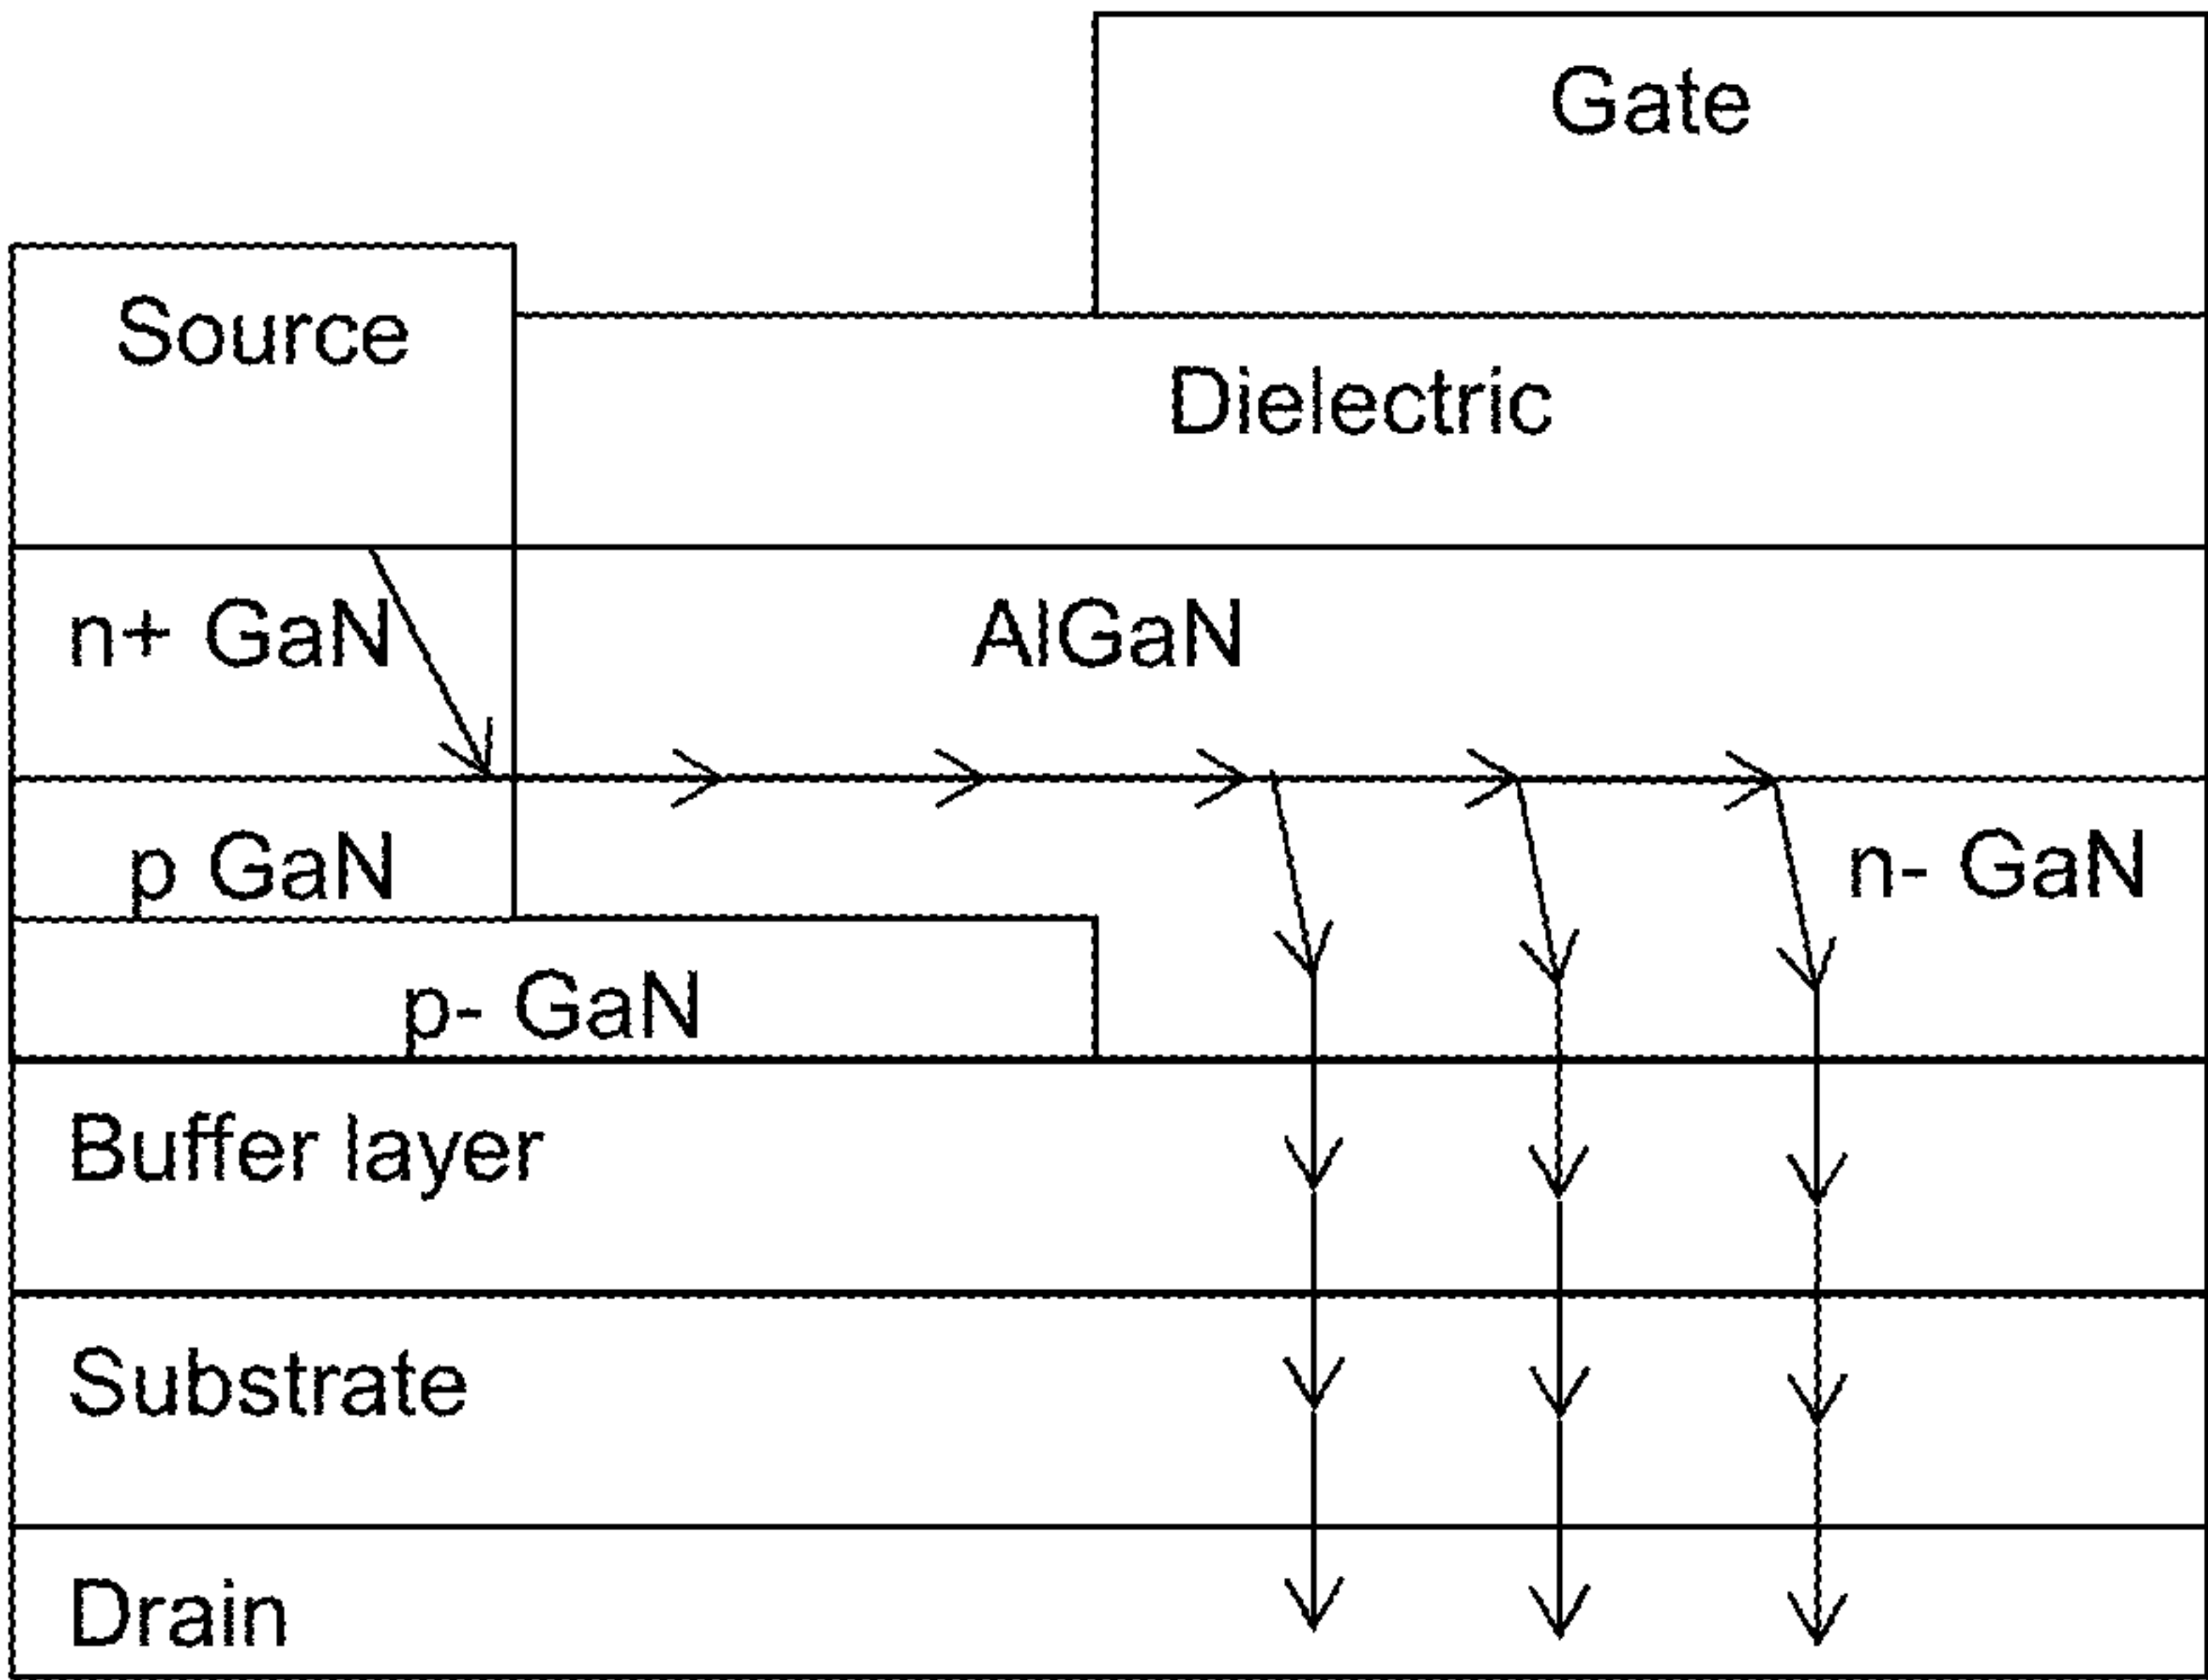 Gate
Source
Dielectric
n+ GaN
AlGaN
p GaN
n- GaN
p- GaN
Buffer layer
Substrate
Drain